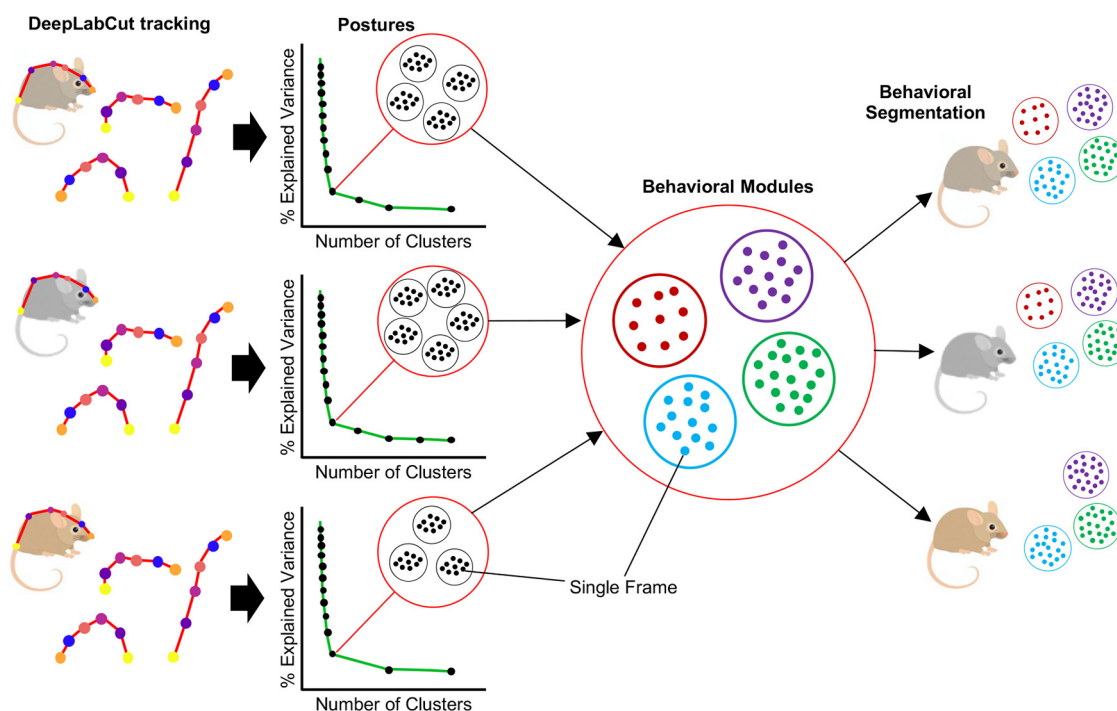 DeepLabCut tracking
Postures
% Explained Variance
Number of Clusters
% Explained Variance
Number of Clusters
% Explained Variance
Number of Clusters
Behavioral Modules
Single Frame
Behavioral
Segmentation